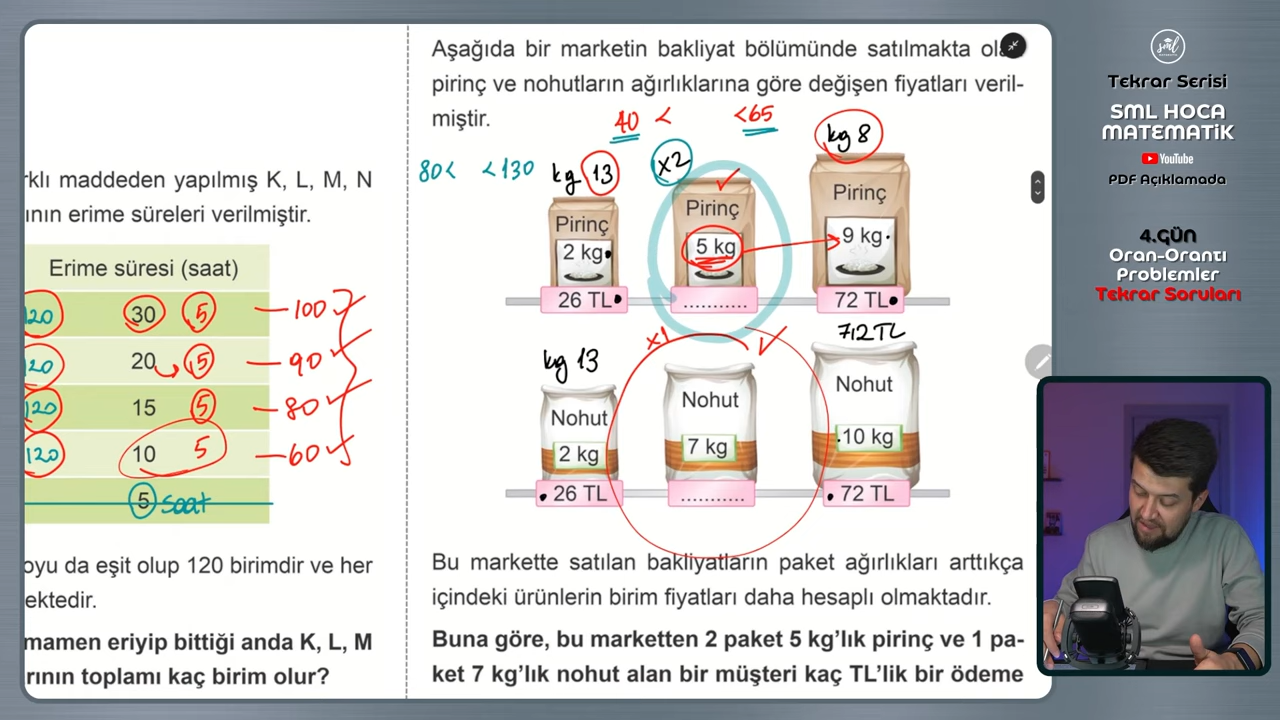 rklı maddeden yapılmış K, L, M, N
ının erime süreleri verilmiştir.
Erime süresi (saat)
120 30 5 — 100
120 20 5 — 90
120 15 5 — 80
120 10 5 — 60
5 saat
oyu da eşit olup 120 birimdir ve her
ektedir.
mamen eriyip bittiği anda K, L, M
rının toplamı kaç birim olur?
Aşağıda bir marketin bakliyat bölümünde satılmakta
pirinç ve nohutların ağırlıklarına göre değişen fiyatları veril-
miştir.
40 < <65
80< <130
kg 13
x2
kg 8
Pirinç
2 kg
26 TL
Pirinç
5 kg
...........
Pirinç
9 kg
72 TL
kg 13
x1
7,2 TL
Nohut
2 kg
26 TL
Nohut
7 kg
...........
Nohut
10 kg
72 TL
Bu markette satılan bakliyatların paket ağırlıkları arttıkça
içindeki ürünlerin birim fiyatları daha hesaplı olmaktadır.
Buna göre, bu marketten 2 paket 5 kg'lık pirinç ve 1 pa-
ket 7 kg'lık nohut alan bir müşteri kaç TL'lik bir ödeme
sml
Tekrar Serisi
SML HOCA
MATEMATİK
YouTube
PDF Açıklamada
4.GÜN
Oran-Orantı
Problemler
Tekrar Soruları